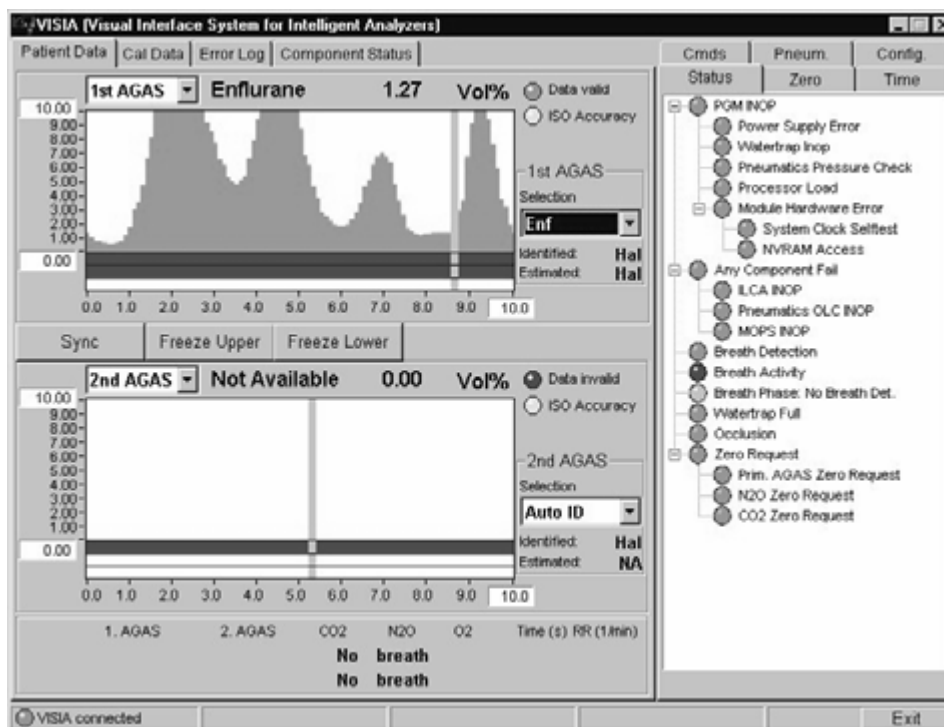 VISIA (Visual Interface System for Intelligent Analyzers)
Patient Data Cal Data Error Log Component Status
Cmds Pneum. Config.
Status Zero Time
1st AGAS Enflurane 1.27 Vol% Data valid
ISO Accuracy
10.00
9.00
8.00
7.00
6.00
5.00
4.00
3.00
2.00
1.00
0.00
0.0 1.0 2.0 3.0 4.0 5.0 6.0 7.0 8.0 9.0 10.0
1st AGAS
Selection
Enf
Identified: Hal
Estimated: Hal
Sync Freeze Upper Freeze Lower
2nd AGAS Not Available 0.00 Vol% Data invalid
ISO Accuracy
10.00
9.00
8.00
7.00
6.00
5.00
4.00
3.00
2.00
1.00
0.00
0.0 1.0 2.0 3.0 4.0 5.0 6.0 7.0 8.0 9.0 10.0
2nd AGAS
Selection
Auto ID
Identified: Hal
Estimated: NA
1. AGAS 2. AGAS CO2 N2O O2 Time (s) RR (1/min)
No breath
No breath
PGM INOP
Power Supply Error
Watertrap Inop
Pneumatics Pressure Check
Processor Load
Module Hardware Error
System Clock Selftest
NVRAM Access
Any Component Fail
ILCA INOP
Pneumatics OLC INOP
MOPS INOP
Breath Detection
Breath Activity
Breath Phase: No Breath Det.
Watertrap Full
Occlusion
Zero Request
Prim. AGAS Zero Request
N2O Zero Request
CO2 Zero Request
VISIA connected Exit